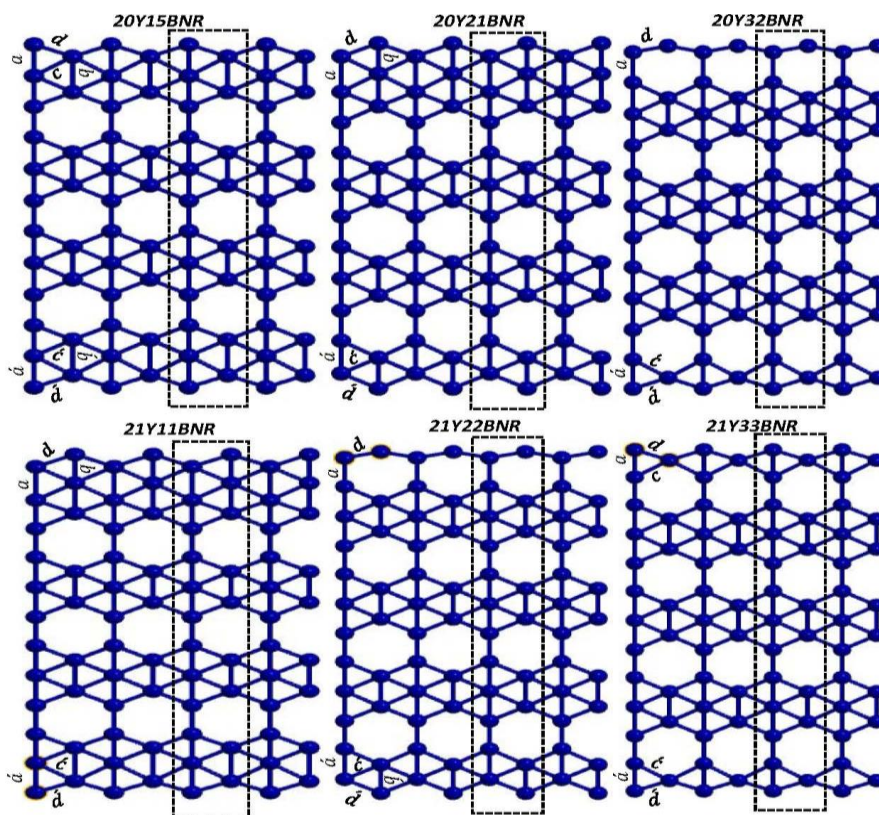 20Y15BNR 20Y21BNR 20Y32BNR
d d d
a c b a b a
á ć b́ á ć á ć
d́ d́ d́
21Y11BNR 21Y22BNR 21Y33BNR
d d d
a b a a c
á ć á ć b́ á ć
d́ d́ d́